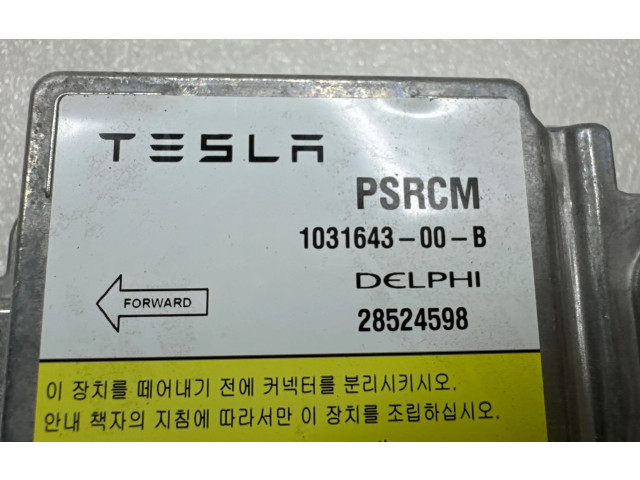 TESLA
PSRCM
1031643-00-B
DELPHI
FORWARD
28524598
이 장치를 떼어내기 전에 커넥터를 분리시키시오.
안내 책자의 지침에 따라서만 이 장치를 조립하십시오.